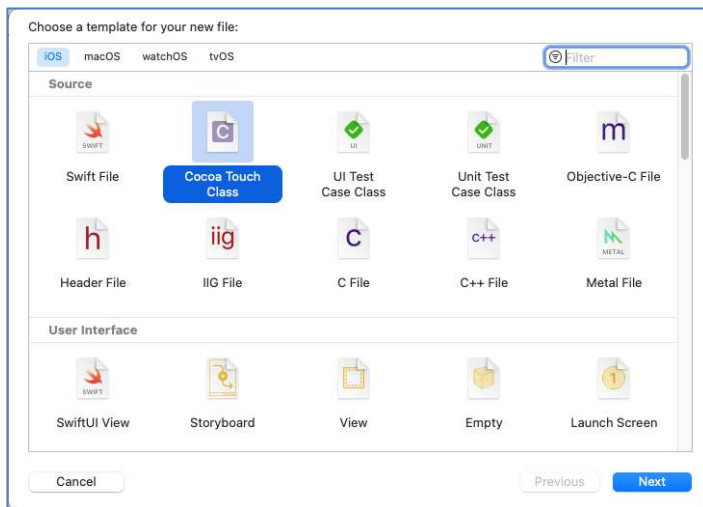 Choose a template for your new file:
iOS macOS watchOS tvOS Filter
Source
SWIFT C UI UNIT m
Swift File Cocoa Touch Class UI Test Case Class Unit Test Case Class Objective-C File
h iig C C++ METAL
Header File IIG File C File C++ File Metal File
User Interface
SWIFT 1
SwiftUI View Storyboard View Empty Launch Screen
Cancel Previous Next